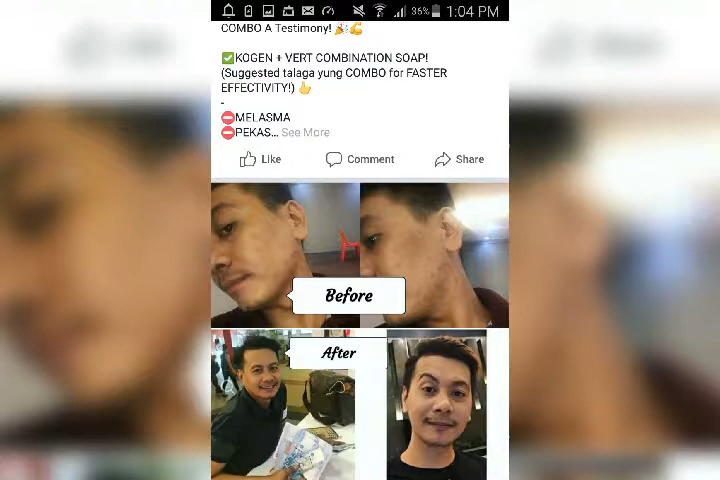 36% 1:04 PM
COMBO A Testimony! 🎉💪
✅KOGEN + VERT COMBINATION SOAP!
(Suggested talaga yung COMBO for FASTER
EFFECTIVITY!) 👆
-
⛔MELASMA
⛔PEKAS... See More
Like Comment Share
Before
After